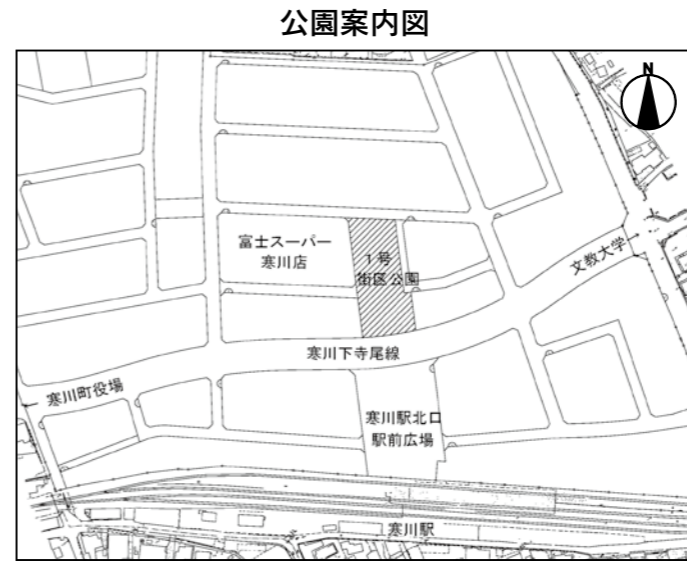 公園案内図
N
富士スーパー
寒川店
1号
街区公園
文教大学
寒川下寺尾線
寒川町役場
寒川駅北口
駅前広場
寒川駅